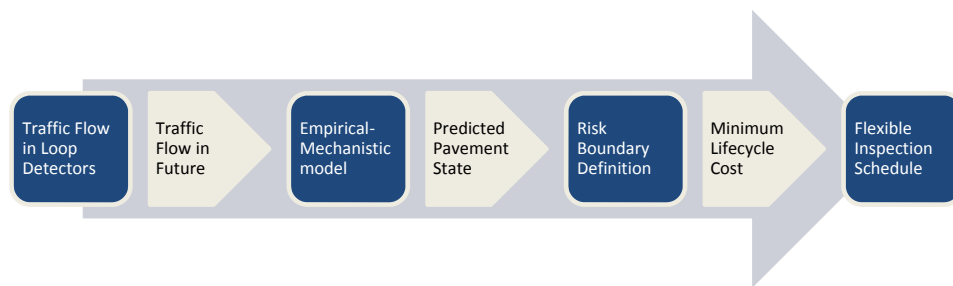 Traffic Flow
in Loop
Detectors
Traffic
Flow in
Future
Empirical-
Mechanistic
model
Predicted
Pavement
State
Risk
Boundary
Definition
Minimum
Lifecycle
Cost
Flexible
Inspection
Schedule